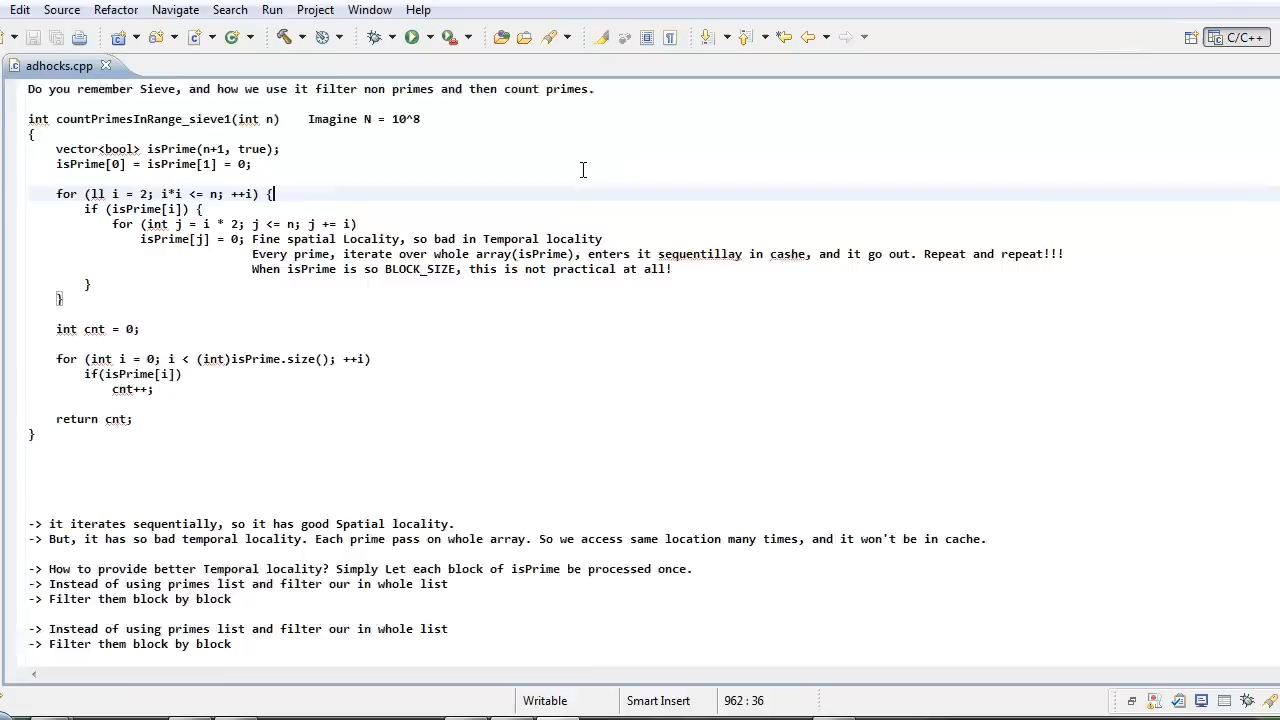 Edit Source Refactor Navigate Search Run Project Window Help
C/C++
adhocks.cpp
Do you remember Sieve, and how we use it filter non primes and then count primes.
int countPrimesInRange_sieve1(int n)    Imagine N = 10^8
{
    vector<bool> isPrime(n+1, true);
    isPrime[0] = isPrime[1] = 0;
    for (ll i = 2; i*i <= n; ++i) {
        if (isPrime[i]) {
            for (int j = i * 2; j <= n; j += i)
                isPrime[j] = 0; Fine spatial Locality, so bad in Temporal locality
                                Every prime, iterate over whole array(isPrime), enters it sequentillay in cashe, and it go out. Repeat and repeat!!!
                                When isPrime is so BLOCK_SIZE, this is not practical at all!
        }
    }
    int cnt = 0;
    for (int i = 0; i < (int)isPrime.size(); ++i)
        if(isPrime[i])
            cnt++;
    return cnt;
}
-> it iterates sequentially, so it has good Spatial locality.
-> But, it has so bad temporal locality. Each prime pass on whole array. So we access same location many times, and it won't be in cache.
-> How to provide better Temporal locality? Simply Let each block of isPrime be processed once.
-> Instead of using primes list and filter our in whole list
-> Filter them block by block
-> Instead of using primes list and filter our in whole list
-> Filter them block by block
Writable Smart Insert 962 : 36